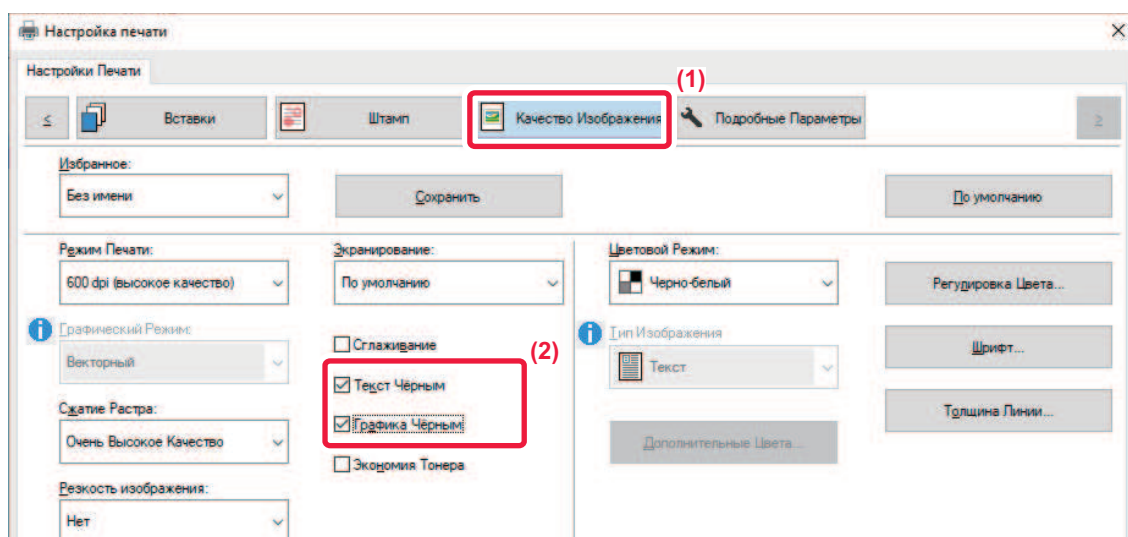 Настройка печати
Настройки Печати
(1)
<
Вставки
Штамп
Качество Изображения
Подробные Параметры
>
Избранное:
Без имени
Сохранить
По умолчанию
Режим Печати:
Экранирование:
Цветовой Режим:
600 dpi (высокое качество)
По умолчанию
Черно-белый
Регулировка Цвета...
Графический Режим:
Векторный
Сглаживание
(2)
Тип Изображения
Текст
Шрифт...
Текст Чёрным
Сжатие Растра:
Графика Чёрным
Толщина Линии...
Очень Высокое Качество
Дополнительные Цвета...
Экономия Тонера
Резкость изображения:
Нет